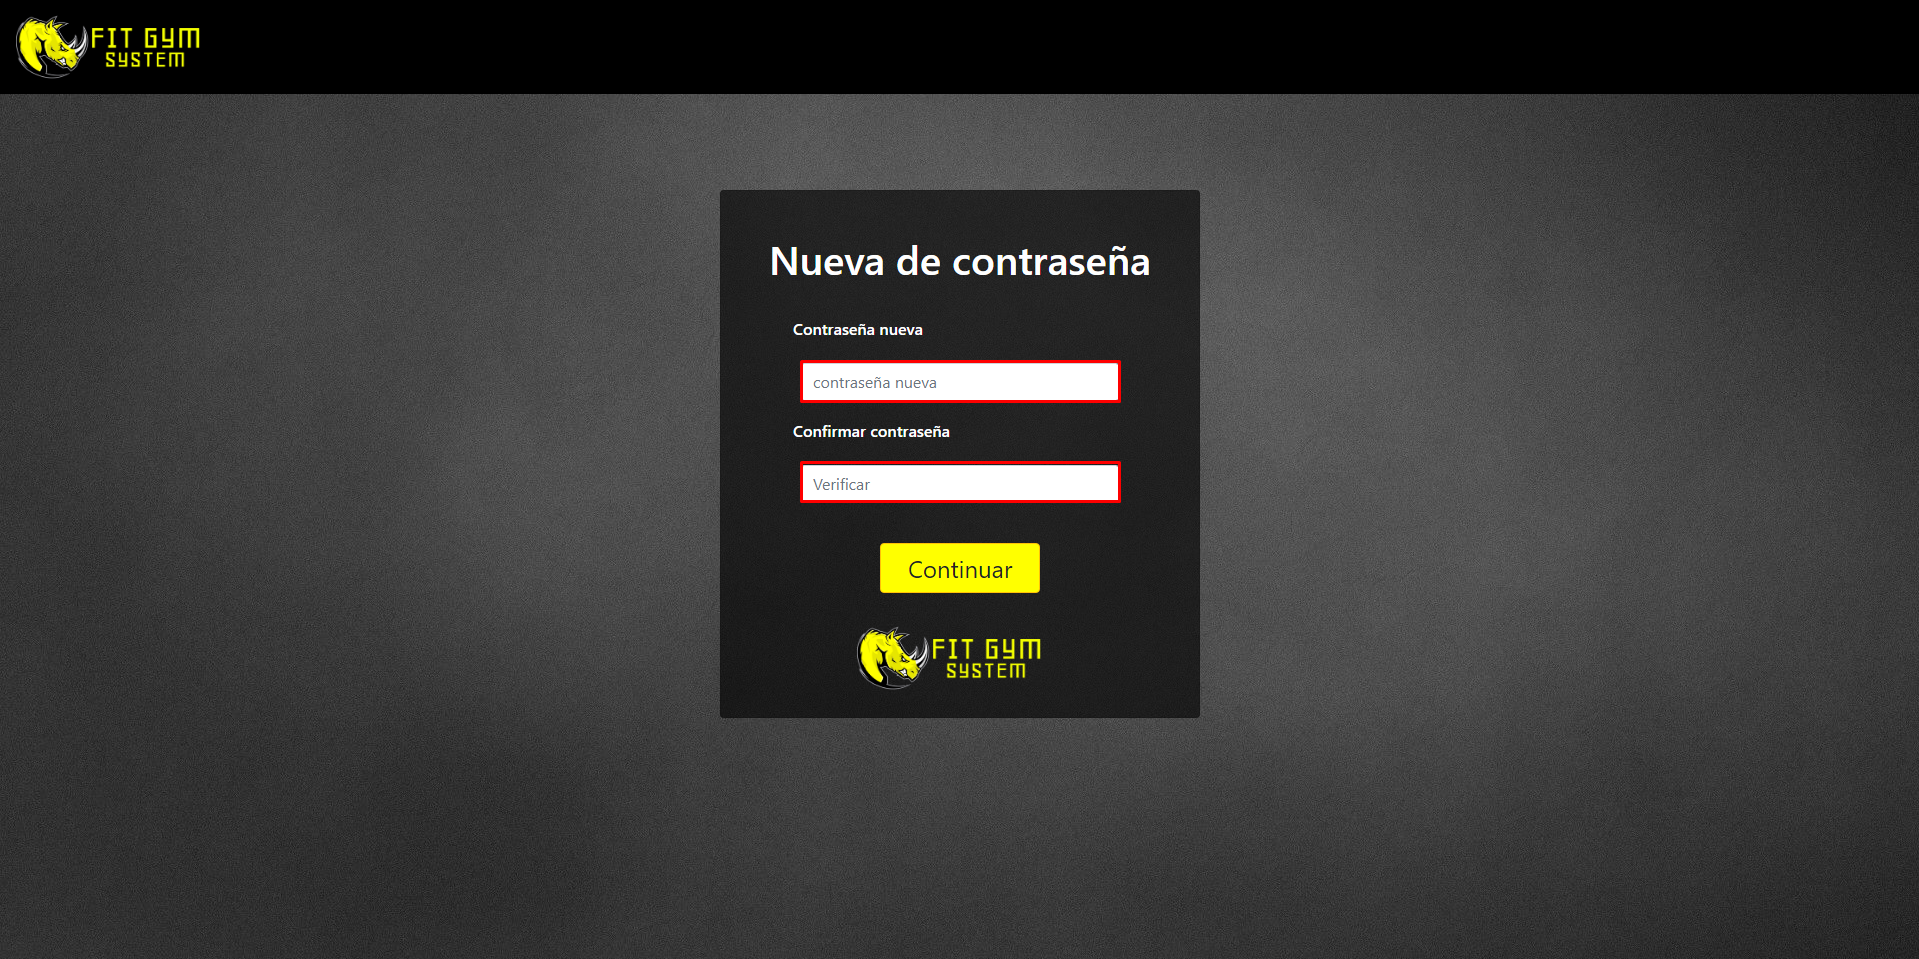 FIT GYM
SYSTEM
Nueva de contraseña
Contraseña nueva
contraseña nueva
Confirmar contraseña
Verificar
Continuar
FIT GYM
SYSTEM